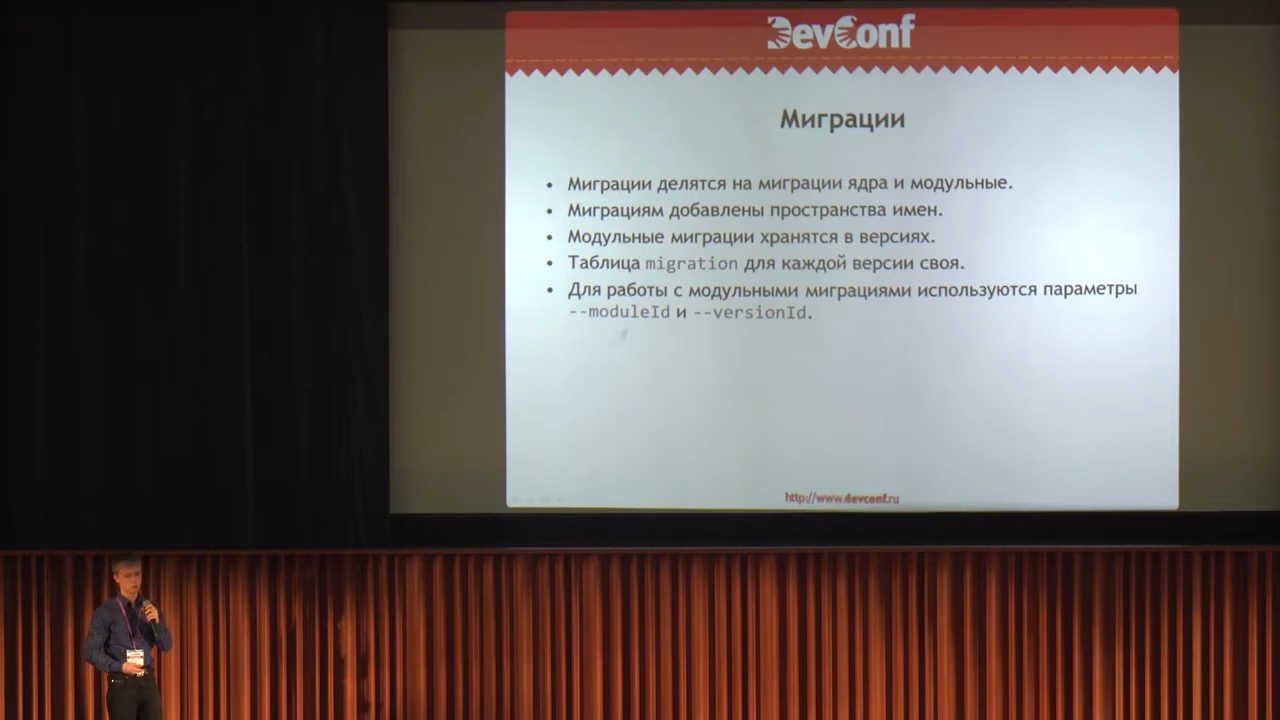 DevConf
Миграции
• Миграции делятся на миграции ядра и модульные.
• Миграциям добавлены пространства имен.
• Модульные миграции хранятся в версиях.
• Таблица migration для каждой версии своя.
• Для работы с модульными миграциями используются параметры
--moduleId и --versionId.
http://www.devconf.ru